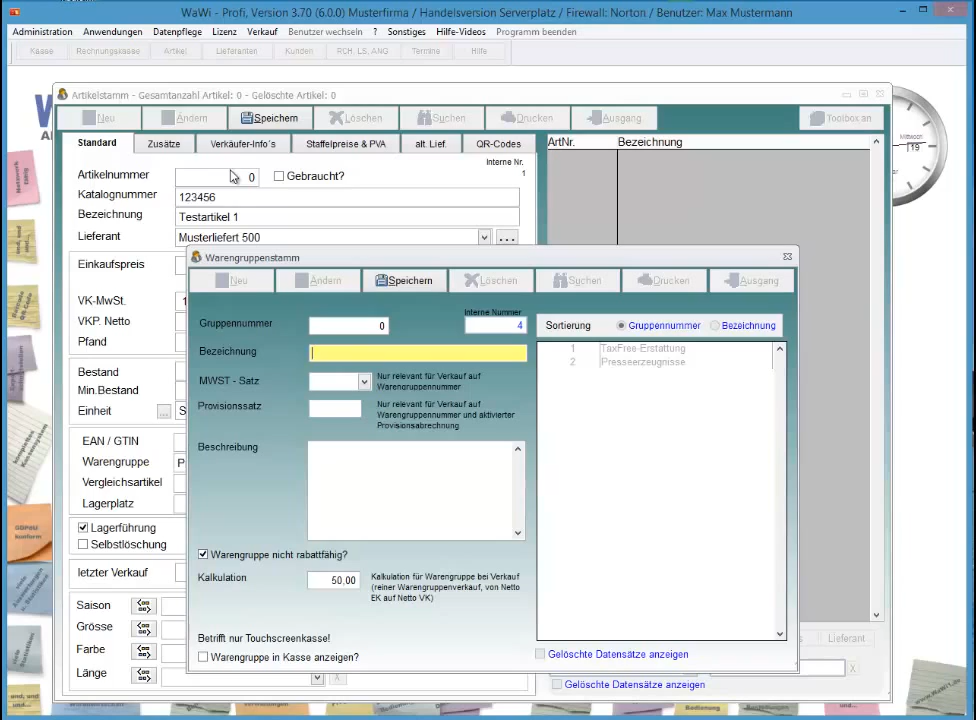 WaWi - Profi, Version 3.70 (6.0.0) Musterfirma / Handelsversion Serverplatz / Firewall: Norton / Benutzer: Max Mustermann
Administration Anwendungen Datenpflege Lizenz Verkauf Benutzer wechseln ? Sonstiges Hilfe-Videos Programm beenden
Kasse Rechnungskasse Artikel Lieferanten Kunden RCH, LS, ANG Termine Hilfe
Artikelstamm - Gesamtanzahl Artikel: 0 - Gelöschte Artikel: 0
Neu Ändern Speichern Löschen Suchen Drucken Ausgang Toolbox an
Standard Zusätze Verkäufer-Info's Staffelpreise & PVA alt. Lief. QR-Codes
ArtNr. Bezeichnung
Mittwoch
19
Interne Nr.
1
Artikelnummer 0 Gebraucht?
Katalognummer 123456
Bezeichnung Testartikel 1
Lieferant Musterliefert 500 ...
Einkaufspreis
VK-MwSt. 1
VKP. Netto
Pfand
Bestand
Min.Bestand
Einheit ... S
EAN / GTIN
Warengruppe P
Vergleichsartikel
Lagerplatz
Lagerführung
Selbstlöschung
letzter Verkauf
Saison
Grösse
Farbe
Länge X
Warengruppenstamm
Neu Ändern Speichern Löschen Suchen Drucken Ausgang
Gruppennummer 0
Interne Nummer
4
Bezeichnung
MWST - Satz
Nur relevant für Verkauf auf
Warengruppennummer
Provisionssatz
Nur relevant für Verkauf auf
Warengruppennummer und aktivierter
Provisionsabrechnung
Beschreibung
Warengruppe nicht rabattfähig?
Kalkulation 50,00
Kalkulation für Warengruppe bei Verkauf
(reiner Warengruppenverkauf, von Netto
EK auf Netto VK)
Betrifft nur Touchscreenkasse!
Warengruppe in Kasse anzeigen?
Sortierung Gruppennummer Bezeichnung
1 TaxFree-Erstattung
2 Presseerzeugnisse
Gelöschte Datensätze anzeigen
Lieferant
X
Gelöschte Datensätze anzeigen